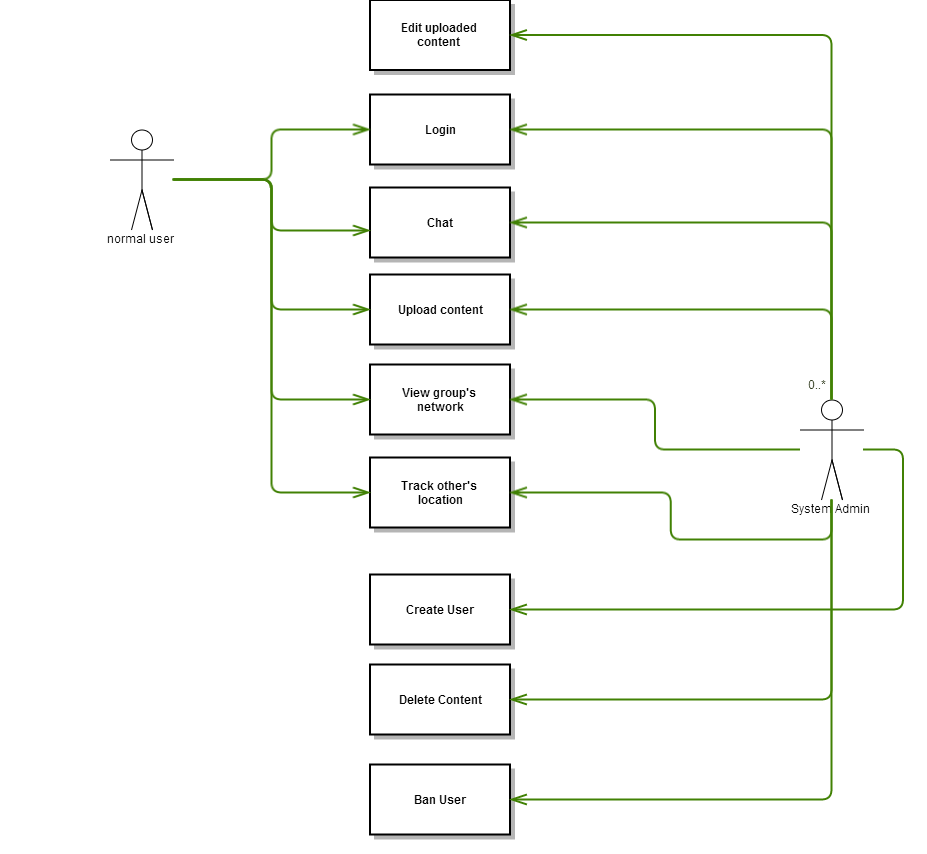 Edit uploaded
content
Login
normal user
Chat
Upload content
View group's
network
0..*
Track other's
location
System Admin
Create User
Delete Content
Ban User